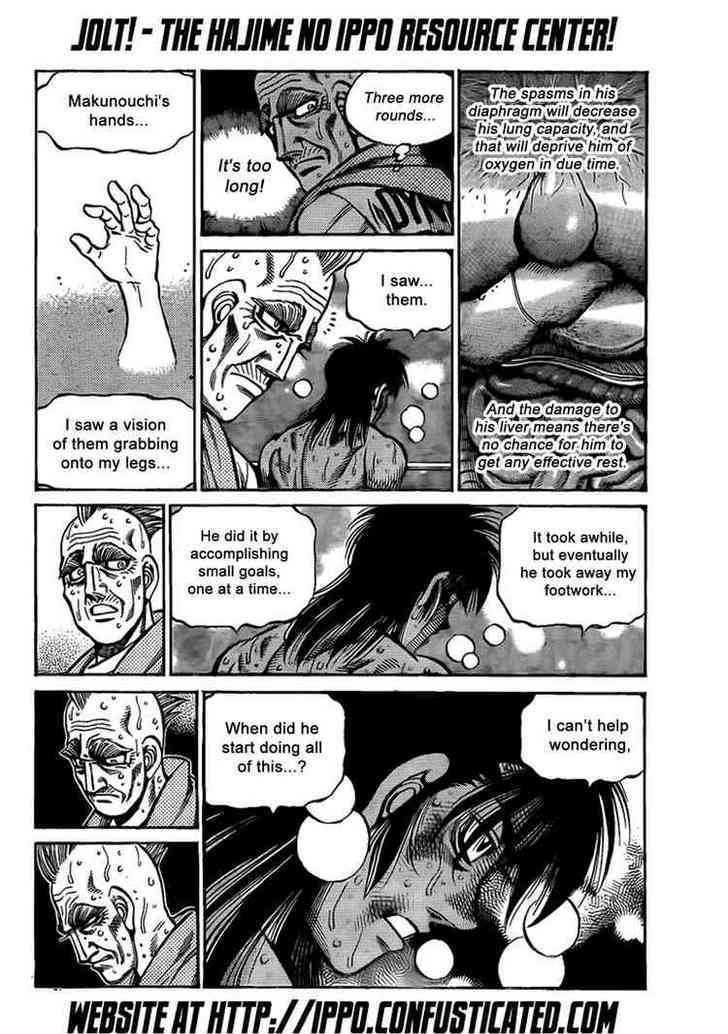 JOLT! - THE HAJIME NO IPPO RESOURCE CENTER!
The spasms in his
diaphragm will decrease
his lung capacity, and
that will deprive him of
oxygen in due time.
And the damage to
his liver means there's
no chance for him to
get any effective rest.
Three more
rounds...
?
It's too
long!
DYN
I saw...
them.
Makunouchi's
hands...
I saw a vision
of them grabbing
onto my legs...
It took awhile,
but eventually
he took away my
footwork...
He did it by
accomplishing
small goals,
one at a time...
I can't help
wondering,
When did he
start doing all
of this...?
WEBSITE AT HTTP://IPPO.CONFUSTICATED.COM